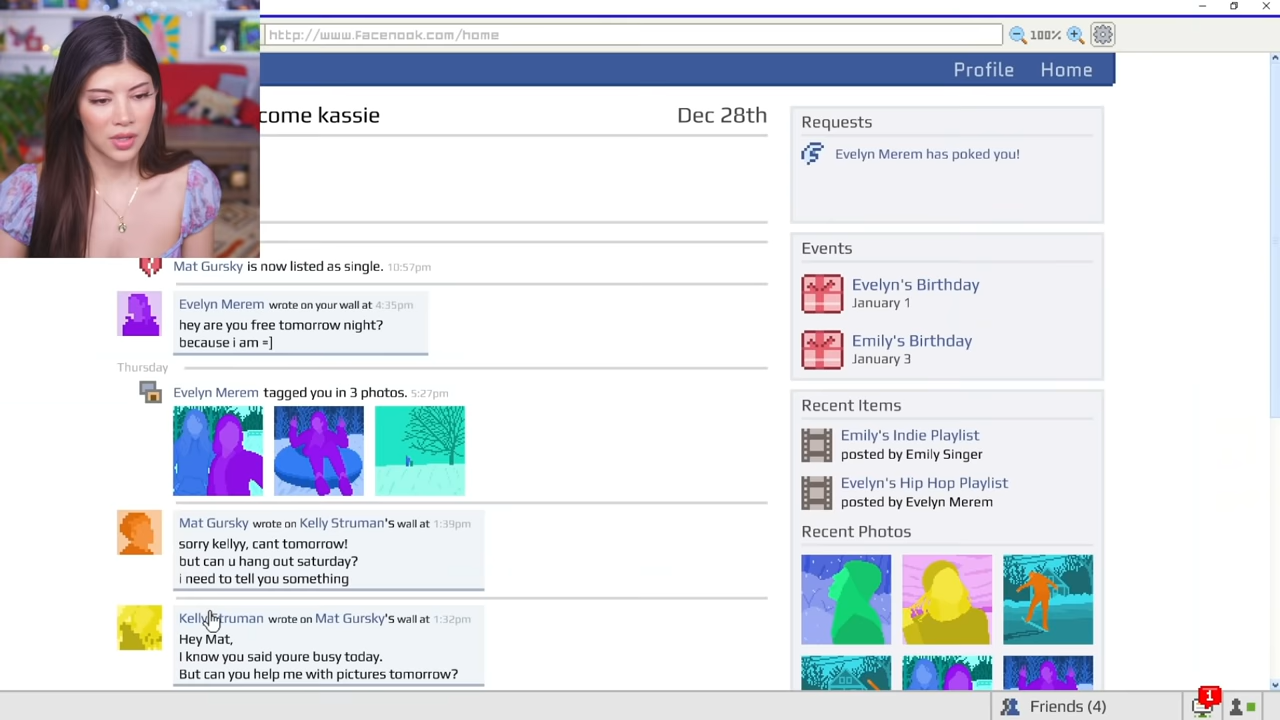 http://www.facenook.com/home
100%
Profile
Home
come kassie
Dec 28th
Mat Gursky is now listed as single. 10:57pm
Evelyn Merem wrote on your wall at 4:35pm
hey are you free tomorrow night?
because i am =]
Thursday
Evelyn Merem tagged you in 3 photos. 5:27pm
Mat Gursky wrote on Kelly Struman's wall at 1:39pm
sorry kellyy, cant tomorrow!
but can u hang out saturday?
i need to tell you something
Kelly Struman wrote on Mat Gursky's wall at 1:32pm
Hey Mat,
I know you said youre busy today.
But can you help me with pictures tomorrow?
Requests
Evelyn Merem has poked you!
Events
Evelyn's Birthday
January 1
Emily's Birthday
January 3
Recent Items
Emily's Indie Playlist
posted by Emily Singer
Evelyn's Hip Hop Playlist
posted by Evelyn Merem
Recent Photos
Friends (4)
1